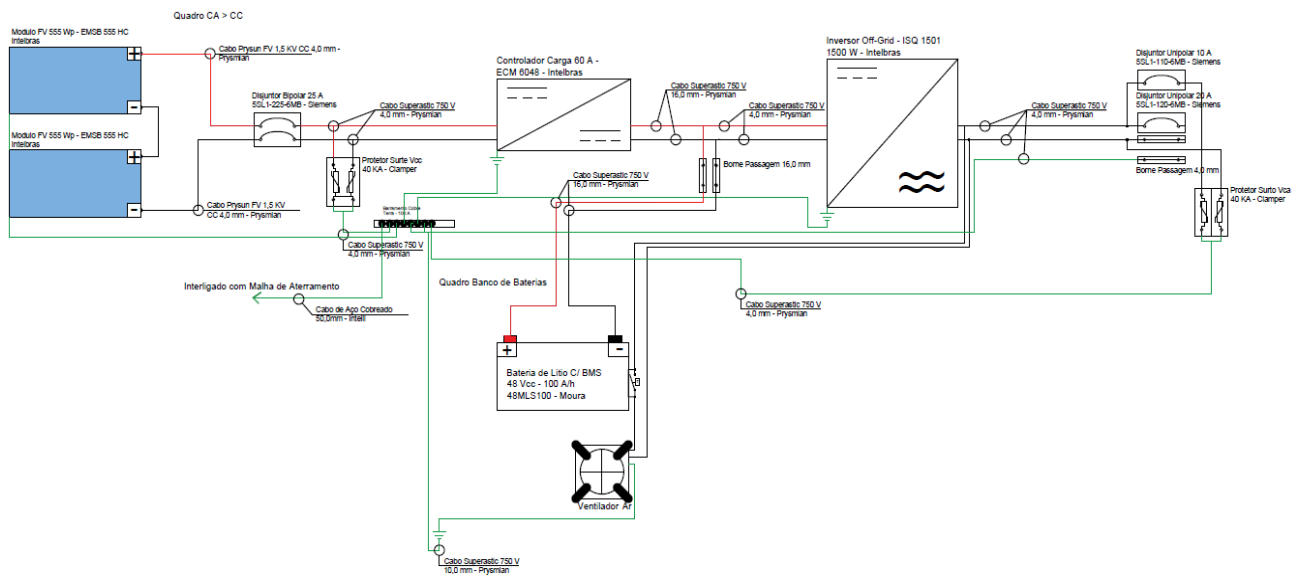 Quadro CA > CC
Modulo FV 555 Wp - EMSB 555 HC
Intelbras
+
-
Modulo FV 555 Wp - EMSB 555 HC
Intelbras
+
-
Cabo Prysun FV 1,5 KV CC 4,0 mm -
Prysmian
Cabo Prysun FV 1,5 KV
CC 4,0 mm - Prysmian
Disjuntor Bipolar 25 A
5SL1-225-6MB - Siemens
Cabo Superastic 750 V
4,0 mm - Prysmian
Protetor Surte Vcc
40 KA - Clamper
Controlador Carga 60 A -
ECM 6048 - Intelbras
Cabo Superastic 750 V
16,0 mm - Prysmian
Cabo Superastic 750 V
4,0 mm - Prysmian
Borne Passagem 16,0 mm
Cabo Superastic 750 V
16,0 mm - Prysmian
Inversor Off-Grid - ISQ 1501
1500 W - Intelbras
Cabo Superastic 750 V
4,0 mm - Prysmian
Disjuntor Unipolar 10 A
5SL1-110-6MB - Siemens
Disjuntor Unipolar 20 A
5SL1-120-6MB - Siemens
Borne Passagem 4,0 mm
Protetor Surto Vca
40 KA - Clamper
Barramento Cobre
Terra - 100 A
Cabo Superastic 750 V
4,0 mm - Prysmian
Interligado com Malha de Aterramento
Cabo de Aço Cobreado
50,0mm - Intelli
Quadro Banco de Baterias
Cabo Superastic 750 V
4,0 mm - Prysmian
+
-
Bateria de Litio C/ BMS
48 Vcc - 100 A/h
48MLS100 - Moura
Ventilador Ar
Cabo Superastic 750 V
10,0 mm - Prysmian